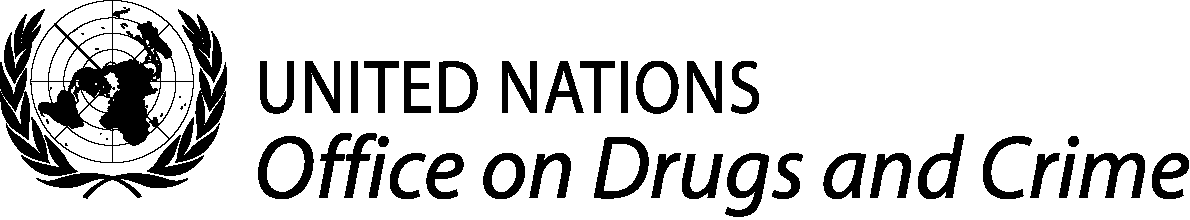 UNITED NATIONS
Office on Drugs and Crime